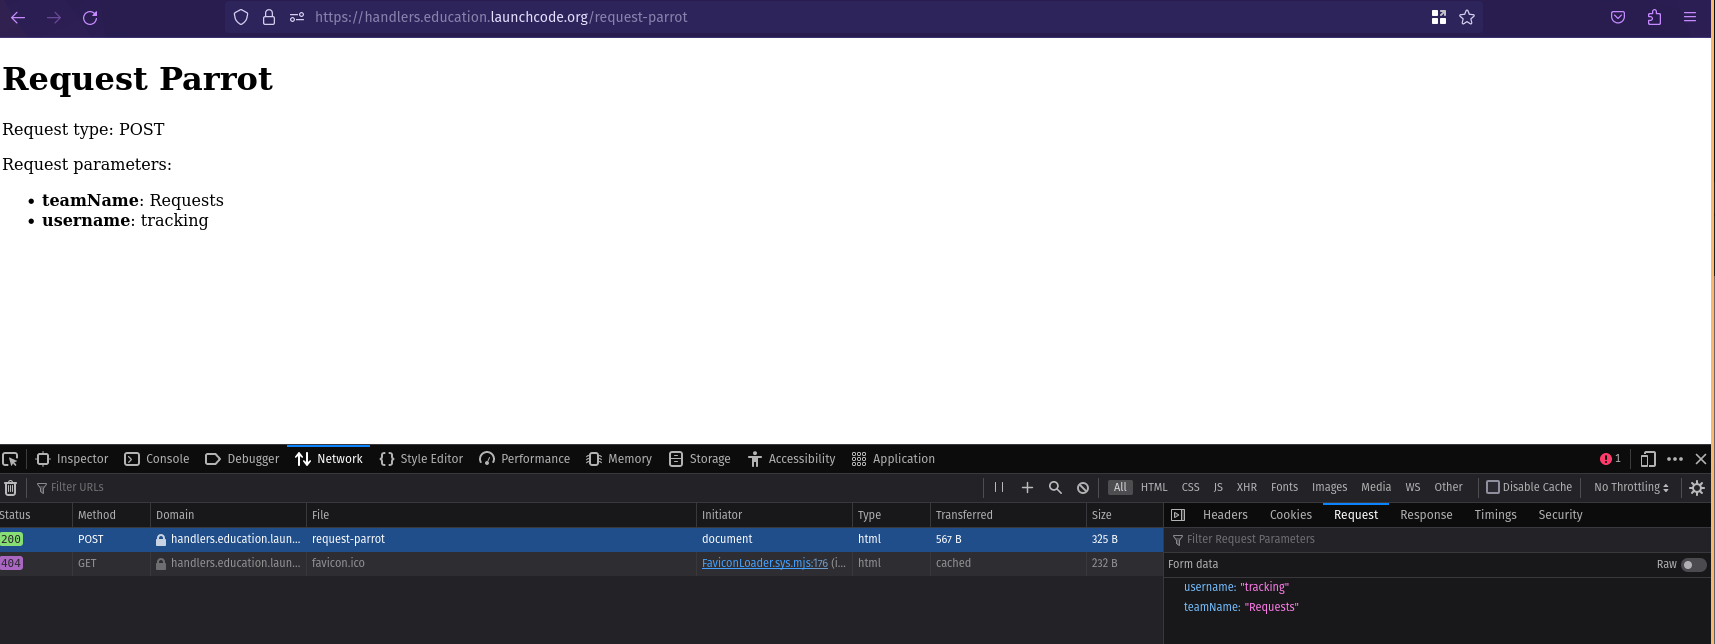 https://handlers.education.launchcode.org/request-parrot
Request Parrot
Request type: POST
Request parameters:
• teamName: Requests
• username: tracking
Inspector Console Debugger Network Style Editor Performance Memory Storage Accessibility Application 1
Filter URLs All HTML CSS JS XHR Fonts Images Media WS Other Disable Cache No Throttling
Status Method Domain File Initiator Type Transferred Size Headers Cookies Request Response Timings Security
200 POST handlers.education.laun... request-parrot document html 567 B 325 B Filter Request Parameters
404 GET handlers.education.laun... favicon.ico FaviconLoader.sys.mjs:176 (i... html cached 232 B Form data Raw
username: "tracking"
teamName: "Requests"